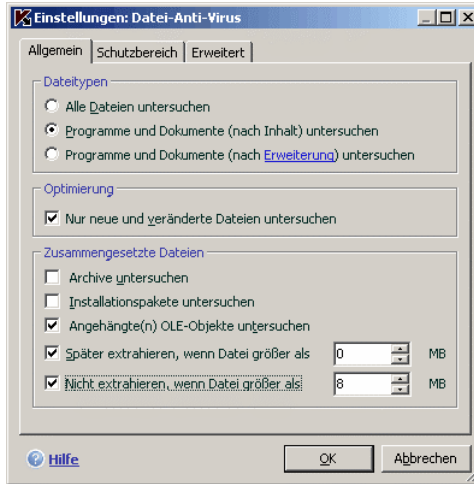 Einstellungen: Datei-Anti-Virus
Allgemein Schutzbereich Erweitert
Dateitypen
Alle Dateien untersuchen
Programme und Dokumente (nach Inhalt) untersuchen
Programme und Dokumente (nach Erweiterung) untersuchen
Optimierung
Nur neue und veränderte Dateien untersuchen
Zusammengesetzte Dateien
Archive untersuchen
Installationspakete untersuchen
Angehängte(n) OLE-Objekte untersuchen
Später extrahieren, wenn Datei größer als 0 MB
Nicht extrahieren, wenn Datei größer als 8 MB
Hilfe OK Abbrechen